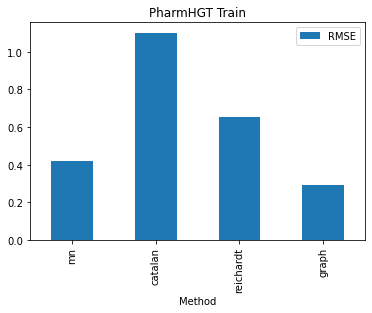 PharmHGT Train
RMSE
1.0
0.8
0.6
0.4
0.2
0.0
mn
catalan
reichardt
graph
Method